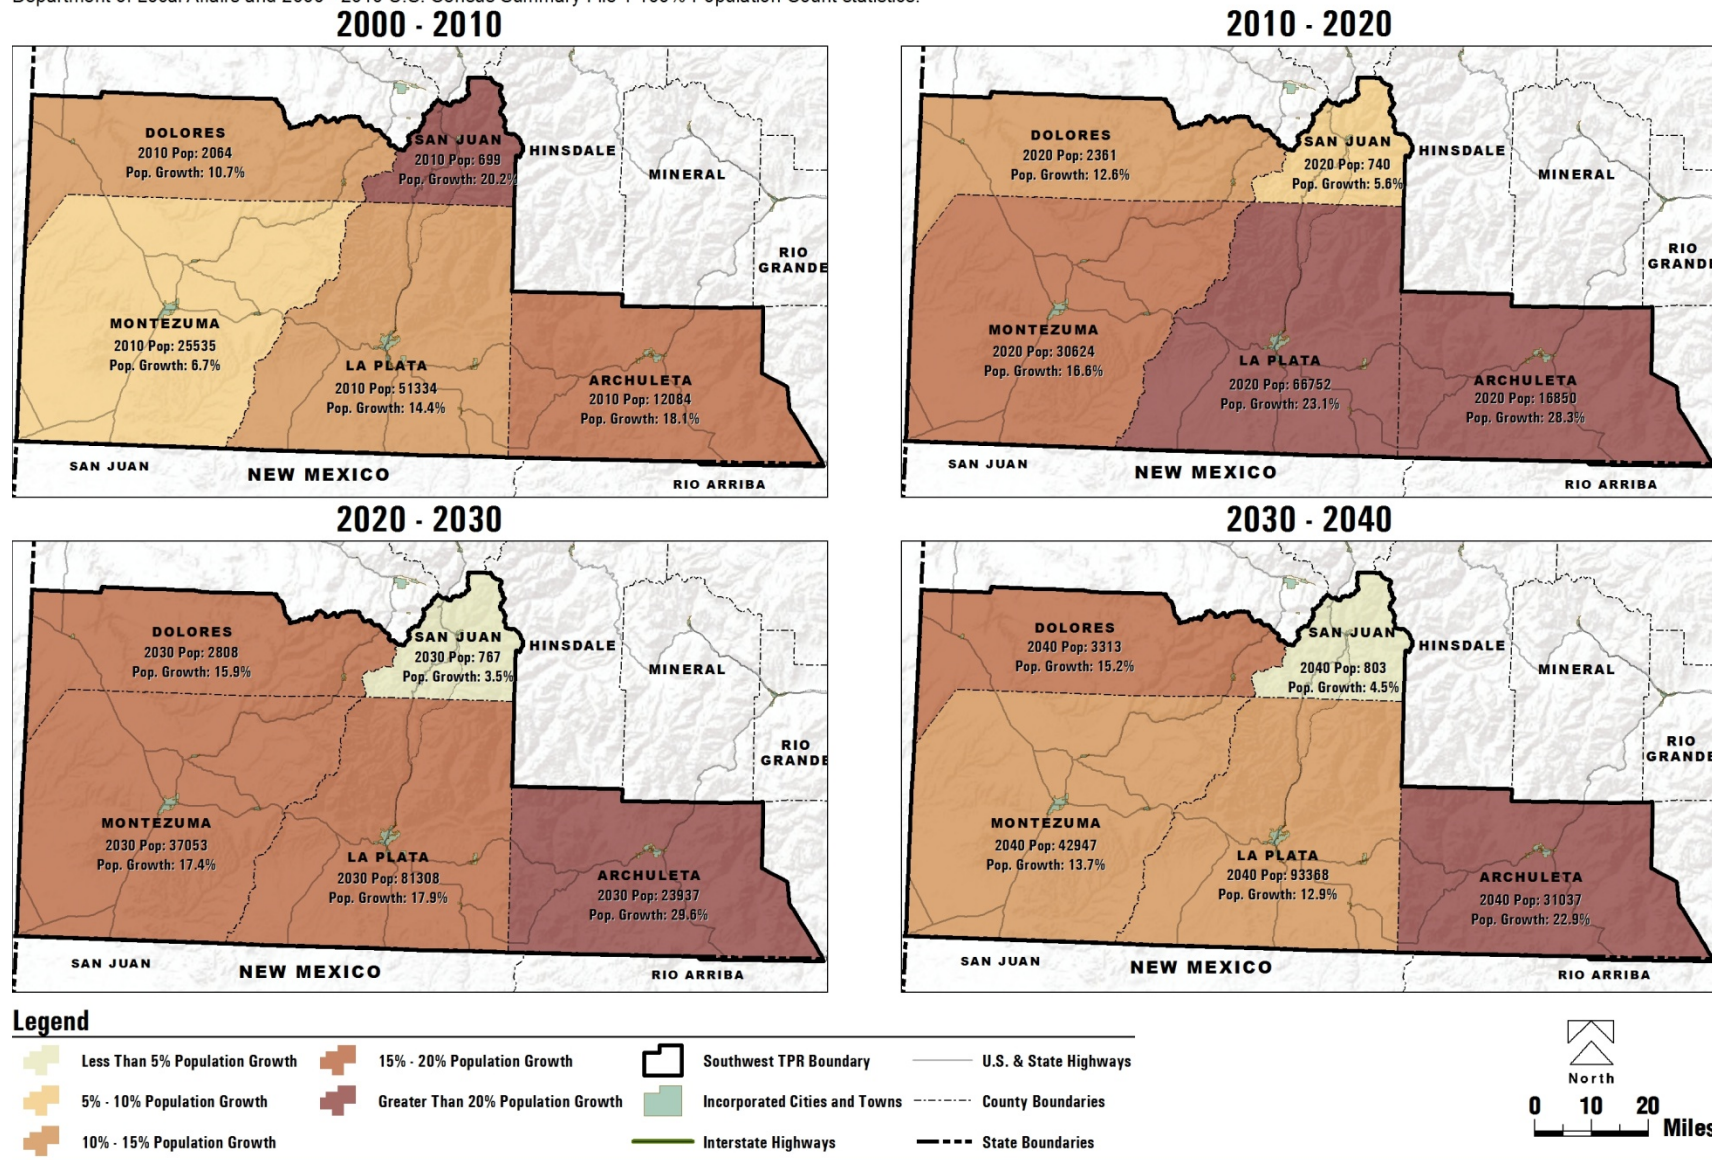 2000 - 2010
DOLORES
2010 Pop: 2064
Pop. Growth: 10.7%
SAN JUAN
2010 Pop: 699
Pop. Growth: 20.2%
HINSDALE
MINERAL
RIO
GRANDE
MONTEZUMA
2010 Pop: 25535
Pop. Growth: 6.7%
LA PLATA
2010 Pop: 51334
Pop. Growth: 14.4%
ARCHULETA
2010 Pop: 12084
Pop. Growth: 18.1%
SAN JUAN
NEW MEXICO
RIO ARRIBA
2010 - 2020
DOLORES
2020 Pop: 2361
Pop. Growth: 12.6%
SAN JUAN
2020 Pop: 740
Pop. Growth: 5.6%
HINSDALE
MINERAL
RIO
GRANDE
MONTEZUMA
2020 Pop: 30624
Pop. Growth: 16.6%
LA PLATA
2020 Pop: 66752
Pop. Growth: 23.1%
ARCHULETA
2020 Pop: 16850
Pop. Growth: 28.3%
SAN JUAN
NEW MEXICO
RIO ARRIBA
2020 - 2030
DOLORES
2030 Pop: 2808
Pop. Growth: 15.9%
SAN JUAN
2030 Pop: 767
Pop. Growth: 3.5%
HINSDALE
MINERAL
RIO
GRANDE
MONTEZUMA
2030 Pop: 37053
Pop. Growth: 17.4%
LA PLATA
2030 Pop: 81308
Pop. Growth: 17.9%
ARCHULETA
2030 Pop: 23937
Pop. Growth: 29.6%
SAN JUAN
NEW MEXICO
RIO ARRIBA
2030 - 2040
DOLORES
2040 Pop: 3313
Pop. Growth: 15.2%
SAN JUAN
2040 Pop: 803
Pop. Growth: 4.5%
HINSDALE
MINERAL
RIO
GRANDE
MONTEZUMA
2040 Pop: 42947
Pop. Growth: 13.7%
LA PLATA
2040 Pop: 93368
Pop. Growth: 12.9%
ARCHULETA
2040 Pop: 31037
Pop. Growth: 22.9%
SAN JUAN
NEW MEXICO
RIO ARRIBA
Legend
Less Than 5% Population Growth
5% - 10% Population Growth
10% - 15% Population Growth
15% - 20% Population Growth
Greater Than 20% Population Growth
Southwest TPR Boundary
Incorporated Cities and Towns
Interstate Highways
U.S. & State Highways
County Boundaries
State Boundaries
North
0 10 20
Miles